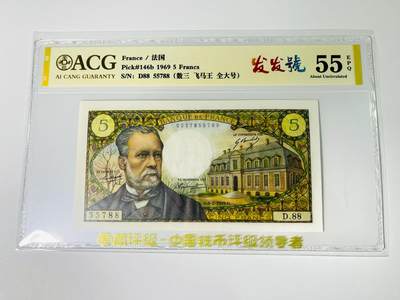 ACG
AI CANG GUARANTY
France / 法国
Pick#146b 1969 5 Francs
S/N: D88 55788 (数三 飞马王 全大号)
发发號
55
EPQ
About Uncirculated
BANQUE DE FRANCE
5
5
55788
D.88